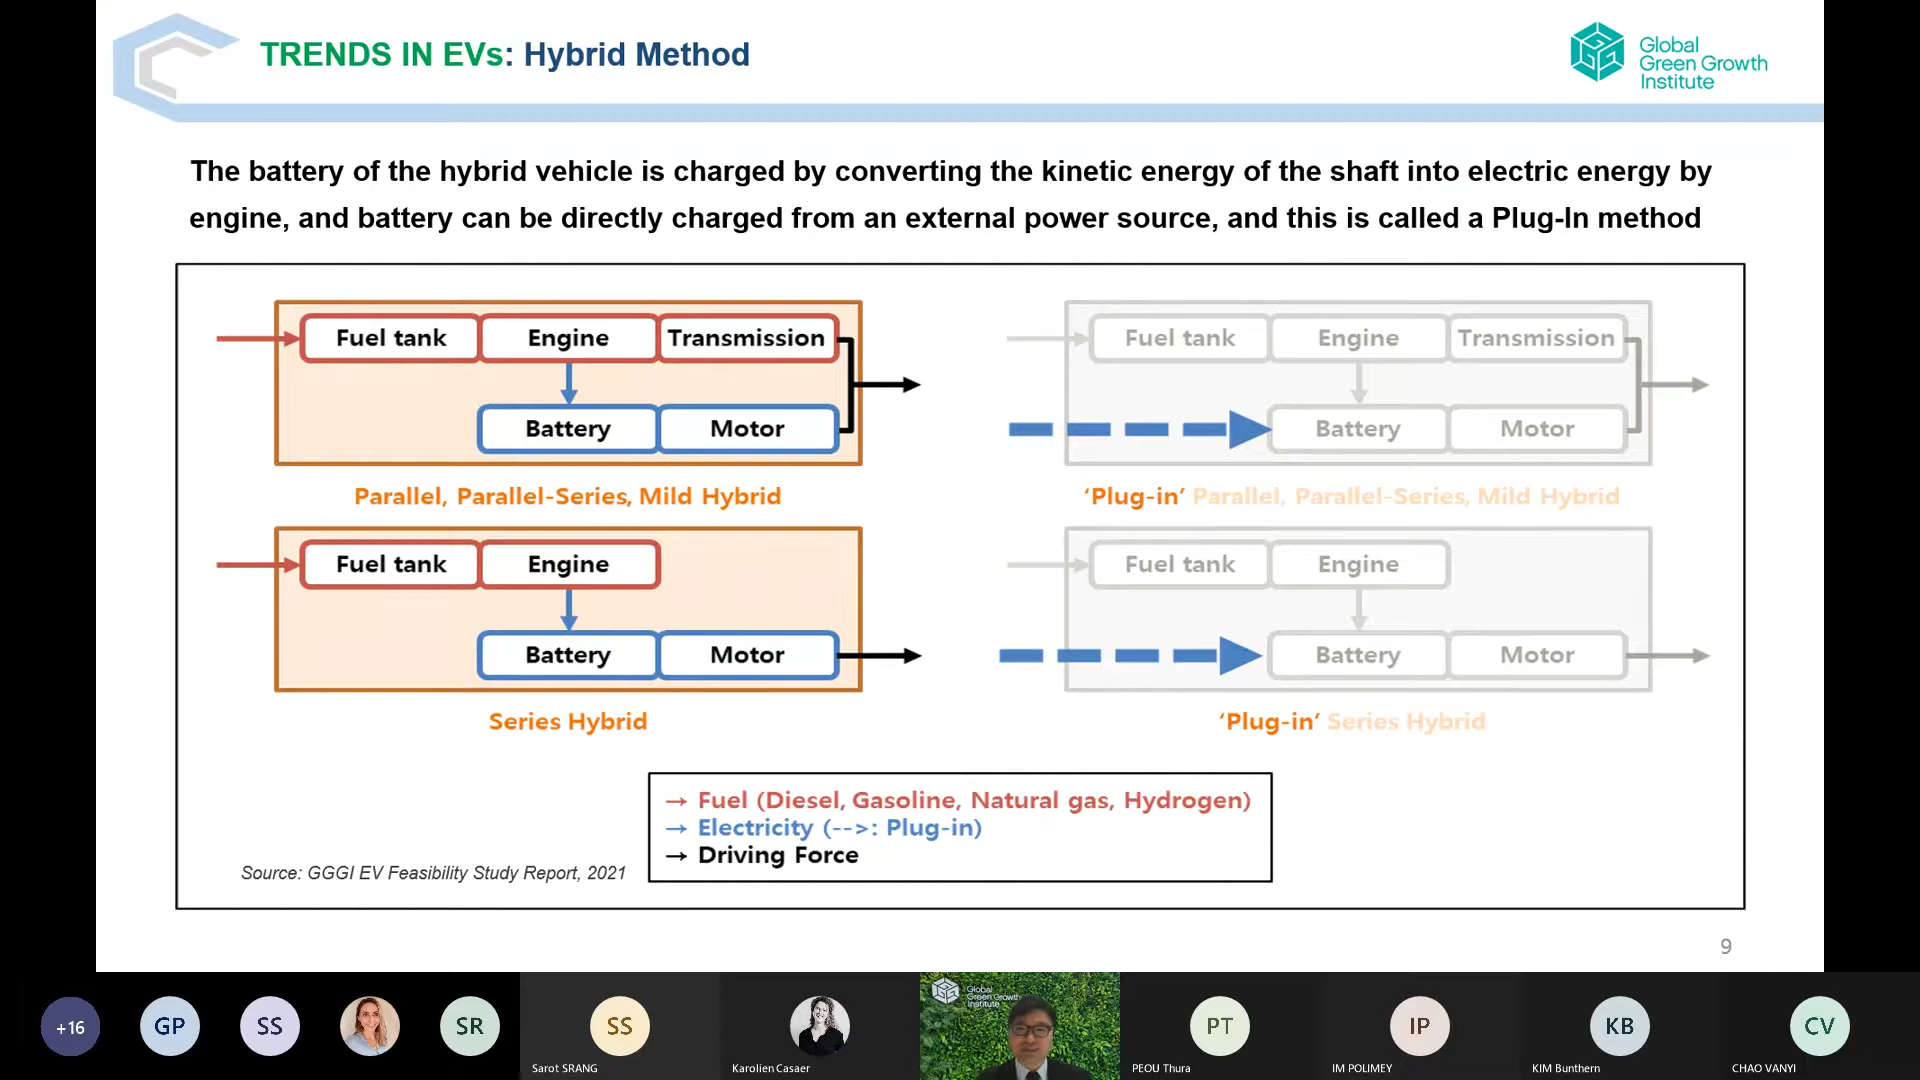 TRENDS IN EVs: Hybrid Method
Global
Green Growth
Institute
The battery of the hybrid vehicle is charged by converting the kinetic energy of the shaft into electric energy by
engine, and battery can be directly charged from an external power source, and this is called a Plug-In method
Fuel tank Engine Transmission
Battery Motor
Parallel, Parallel-Series, Mild Hybrid
Fuel tank Engine Transmission
Battery Motor
‘Plug-in’ Parallel, Parallel-Series, Mild Hybrid
Fuel tank Engine
Battery Motor
Series Hybrid
Fuel tank Engine
Battery Motor
‘Plug-in’ Series Hybrid
→ Fuel (Diesel, Gasoline, Natural gas, Hydrogen)
→ Electricity (-->: Plug-in)
→ Driving Force
Source: GGGI EV Feasibility Study Report, 2021
9
+16
GP
SS
SR
SS
Sarot SRANG
Karolien Casaer
Global
Green Growth
Institute
PT
PEOU Thura
IP
IM POLIMEY
KB
KIM Bunthern
CV
CHAO VANYI